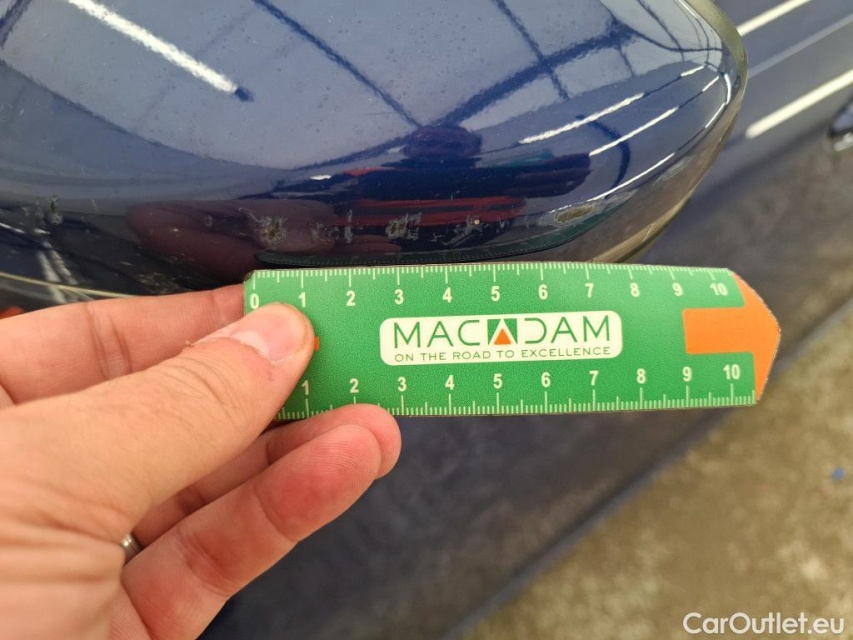 0 1 2 3 4 5 6 7 8 9 10
MACADAM
ON THE ROAD TO EXCELLENCE
1 2 3 4 5 6 7 8 9 10
CarOutlet.eu